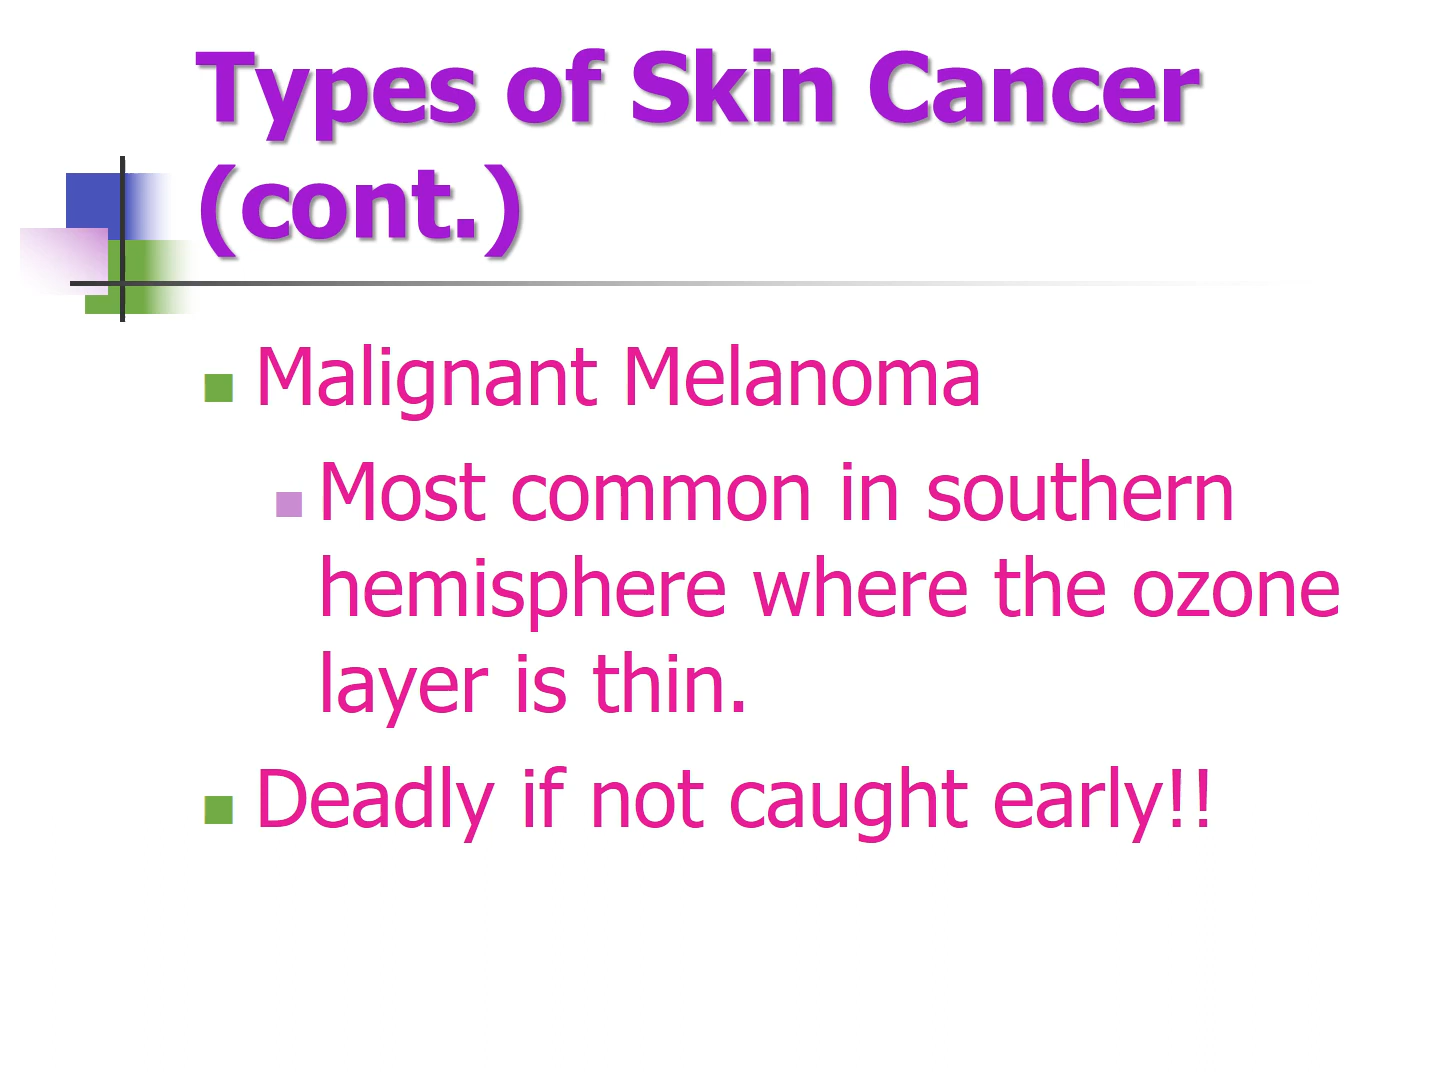 Types of Skin Cancer
(cont.)
Malignant Melanoma
Most common in southern
hemisphere where the ozone
layer is thin.
Deadly if not caught early!!